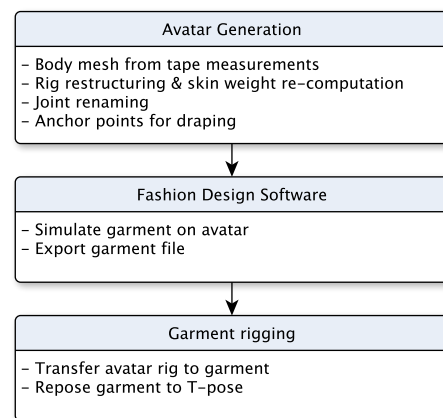 Avatar Generation
– Body mesh from tape measurements
– Rig restructuring & skin weight re–computation
– Joint renaming
– Anchor points for draping
Fashion Design Software
– Simulate garment on avatar
– Export garment file
Garment rigging
– Transfer avatar rig to garment
– Repose garment to T–pose